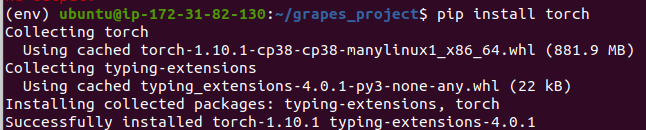 (env) ubuntu@ip-172-31-82-130:~/grapes_project$ pip install torch
Collecting torch
  Using cached torch-1.10.1-cp38-cp38-manylinux1_x86_64.whl (881.9 MB)
Collecting typing-extensions
  Using cached typing_extensions-4.0.1-py3-none-any.whl (22 kB)
Installing collected packages: typing-extensions, torch
Successfully installed torch-1.10.1 typing-extensions-4.0.1